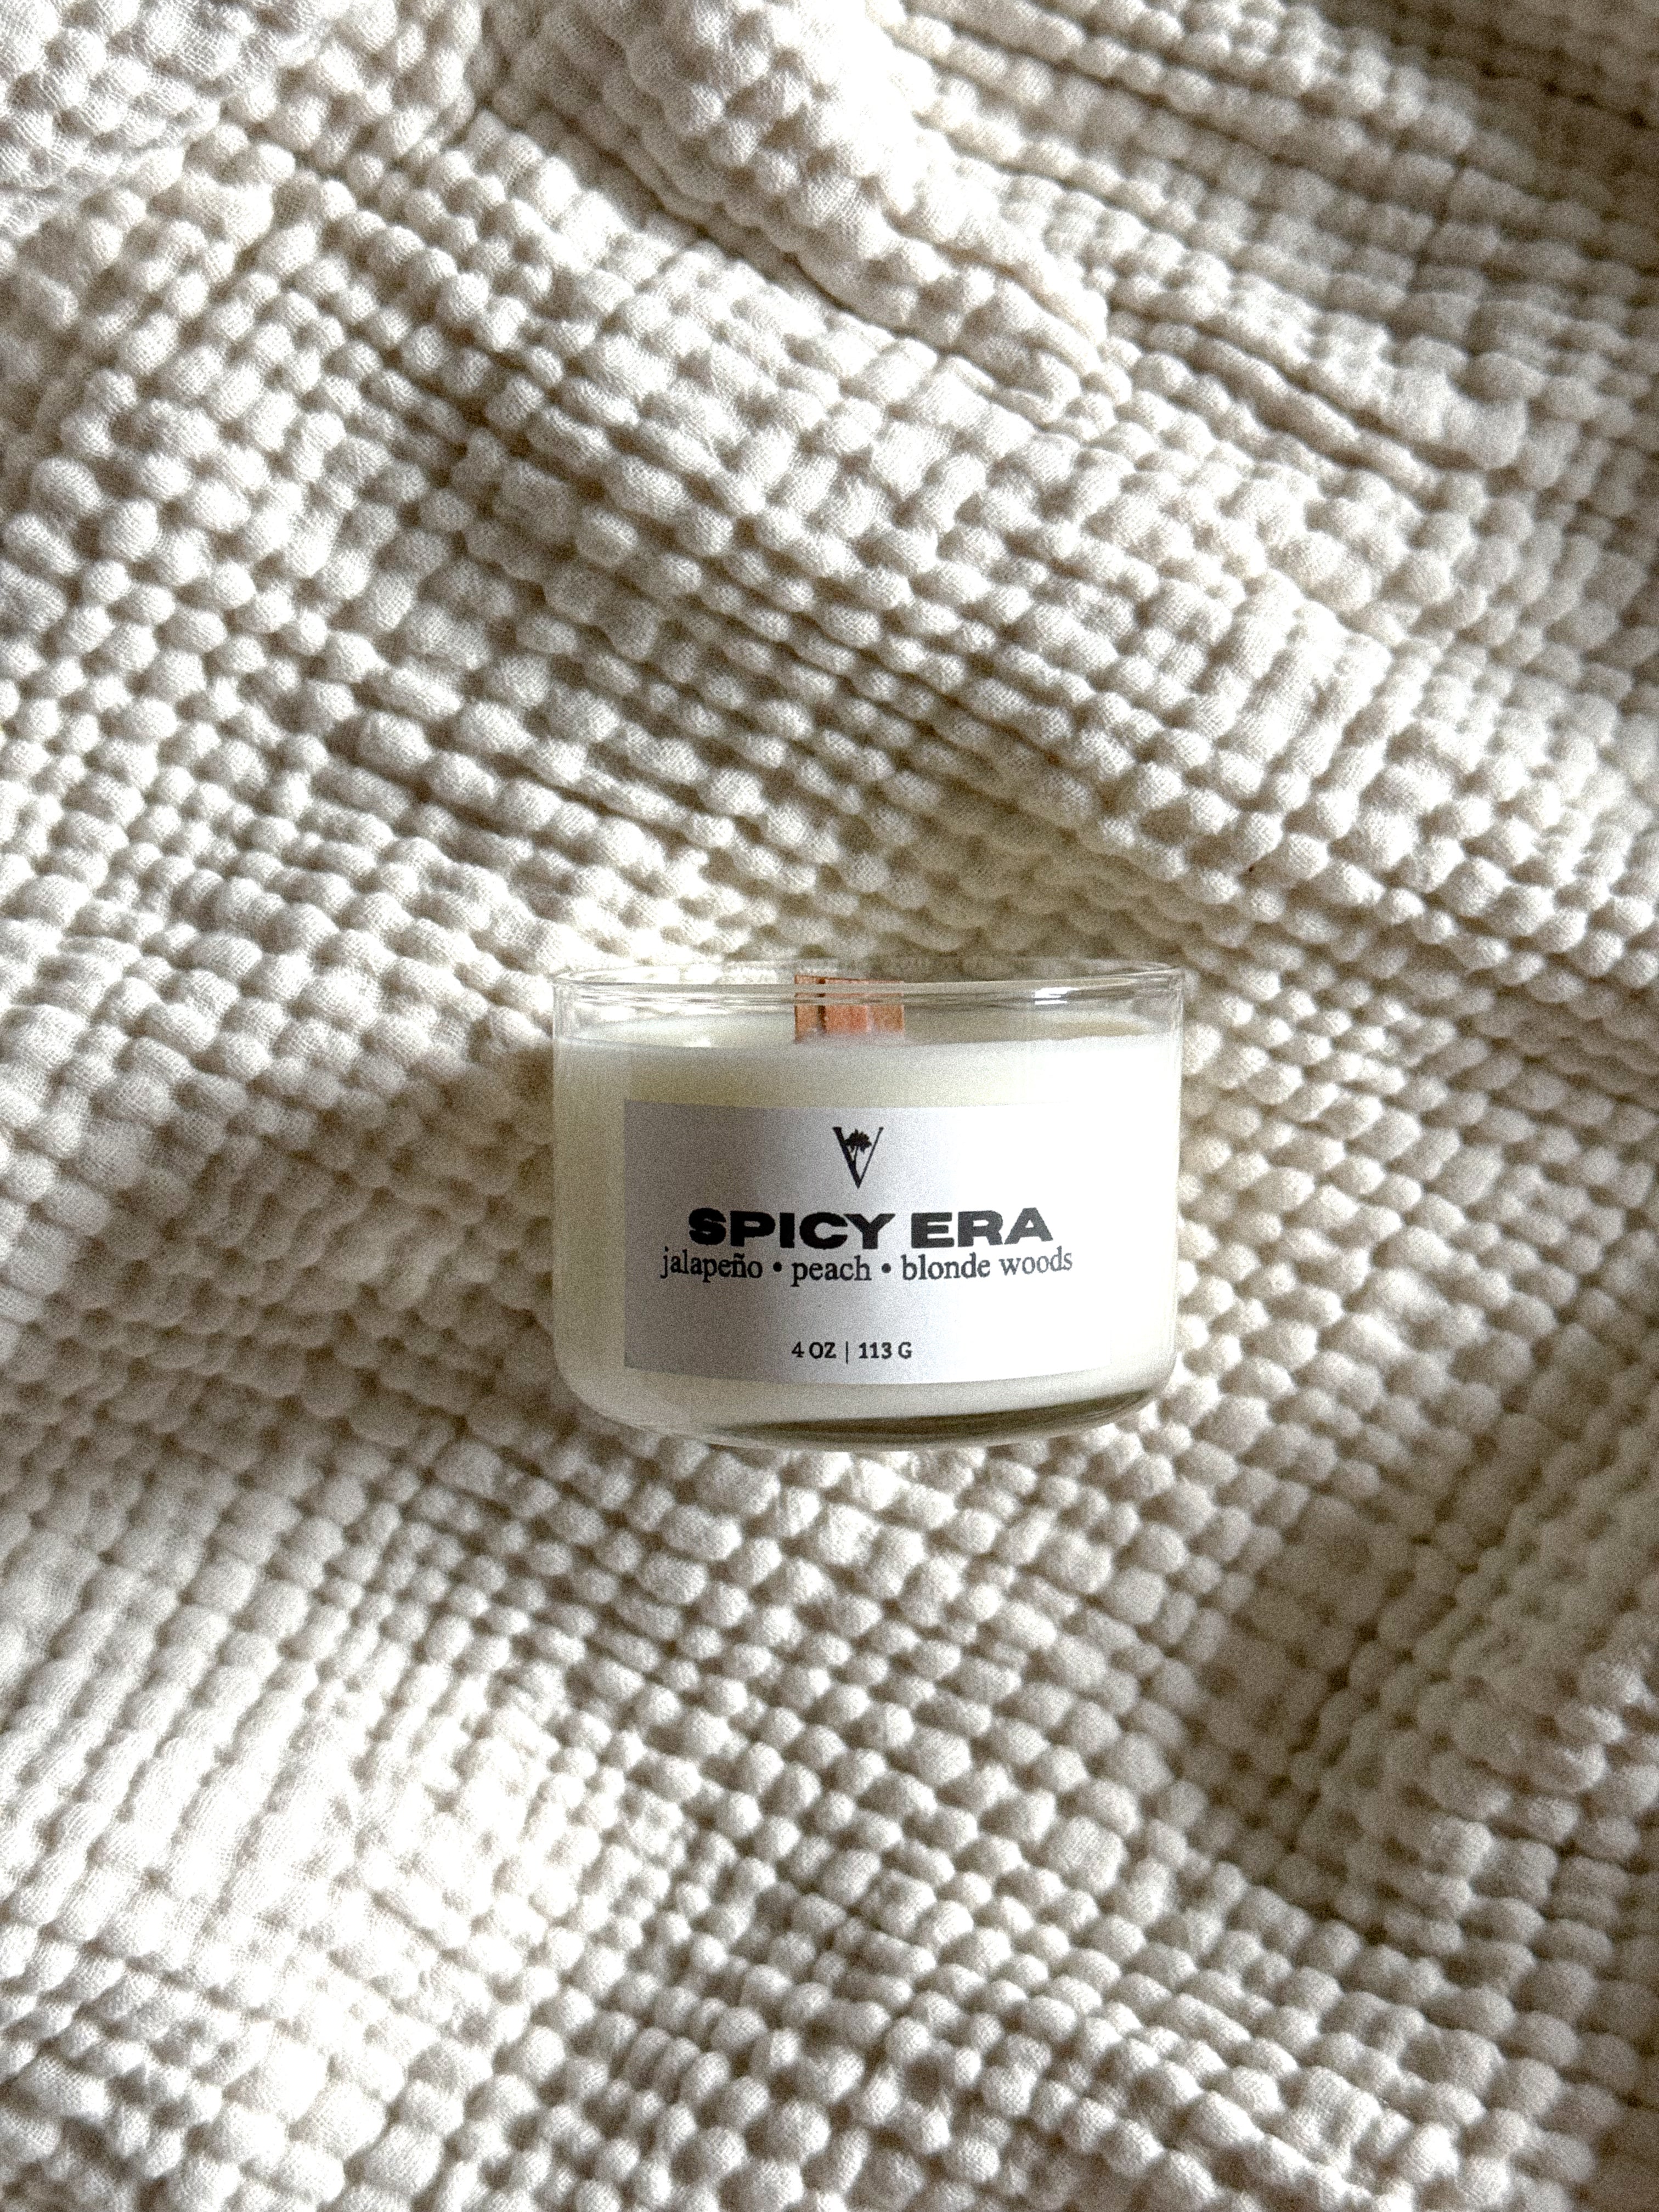 V
SPICY ERA
jalapeño • peach • blonde woods
4 OZ | 113 G